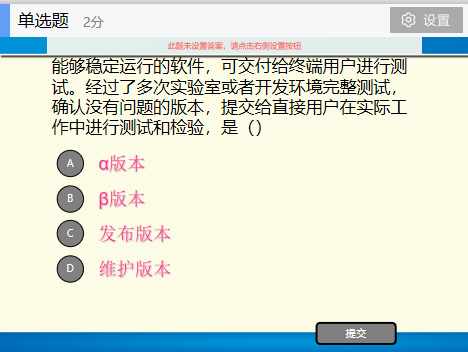 单选题 2分
设置
此题未设置答案，请点击右侧设置按钮
能够稳定运行的软件，可交付给终端用户进行测
试。经过了多次实验室或者开发环境完整测试，
确认没有问题的版本，提交给直接用户在实际工
作中进行测试和检验，是（）
A α版本
B β版本
C 发布版本
D 维护版本
提交